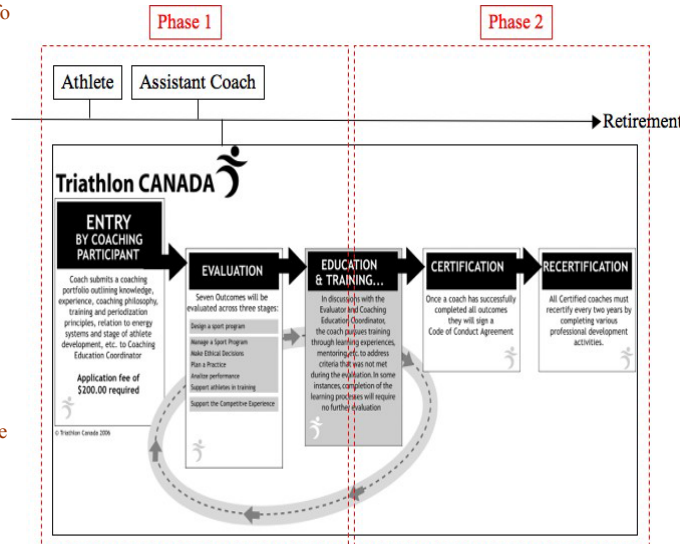 fo
Phase 1
Phase 2
Athlete
Assistant Coach
Retirement
Triathlon CANADA
ENTRY
BY COACHING
PARTICIPANT
Coach submits a coaching
portfolio outlining knowledge,
experience, coaching philosophy,
training and periodization
principles, relation to energy
systems and stage of athlete
development, etc. to Coaching
Education Coordinator
Application fee of
$200.00 required
© Triathlon Canada 2006
EVALUATION
Seven Outcomes will be
evaluated across three stages:
Design a sport program
Manage a Sport Program
Make Ethical Decisions
Plan a Practice
Analize performance
Support athletes in training
Support the Competitive Experience
EDUCATION
& TRAINING...
In discussions with the
Evaluator and Coaching
Education Coordinator,
the coach pursues training
through learning experiences,
mentoring, etc. to address
criteria that was not met
during the evaluation. In some
instances, completion of the
learning processes will require
no further evaluation
CERTIFICATION
Once a coach has successfully
completed all outcomes
they will sign a
Code of Conduct Agreement
RECERTIFICATION
All Certified coaches must
recertify every two years by
completing various
professional development
activities.
e